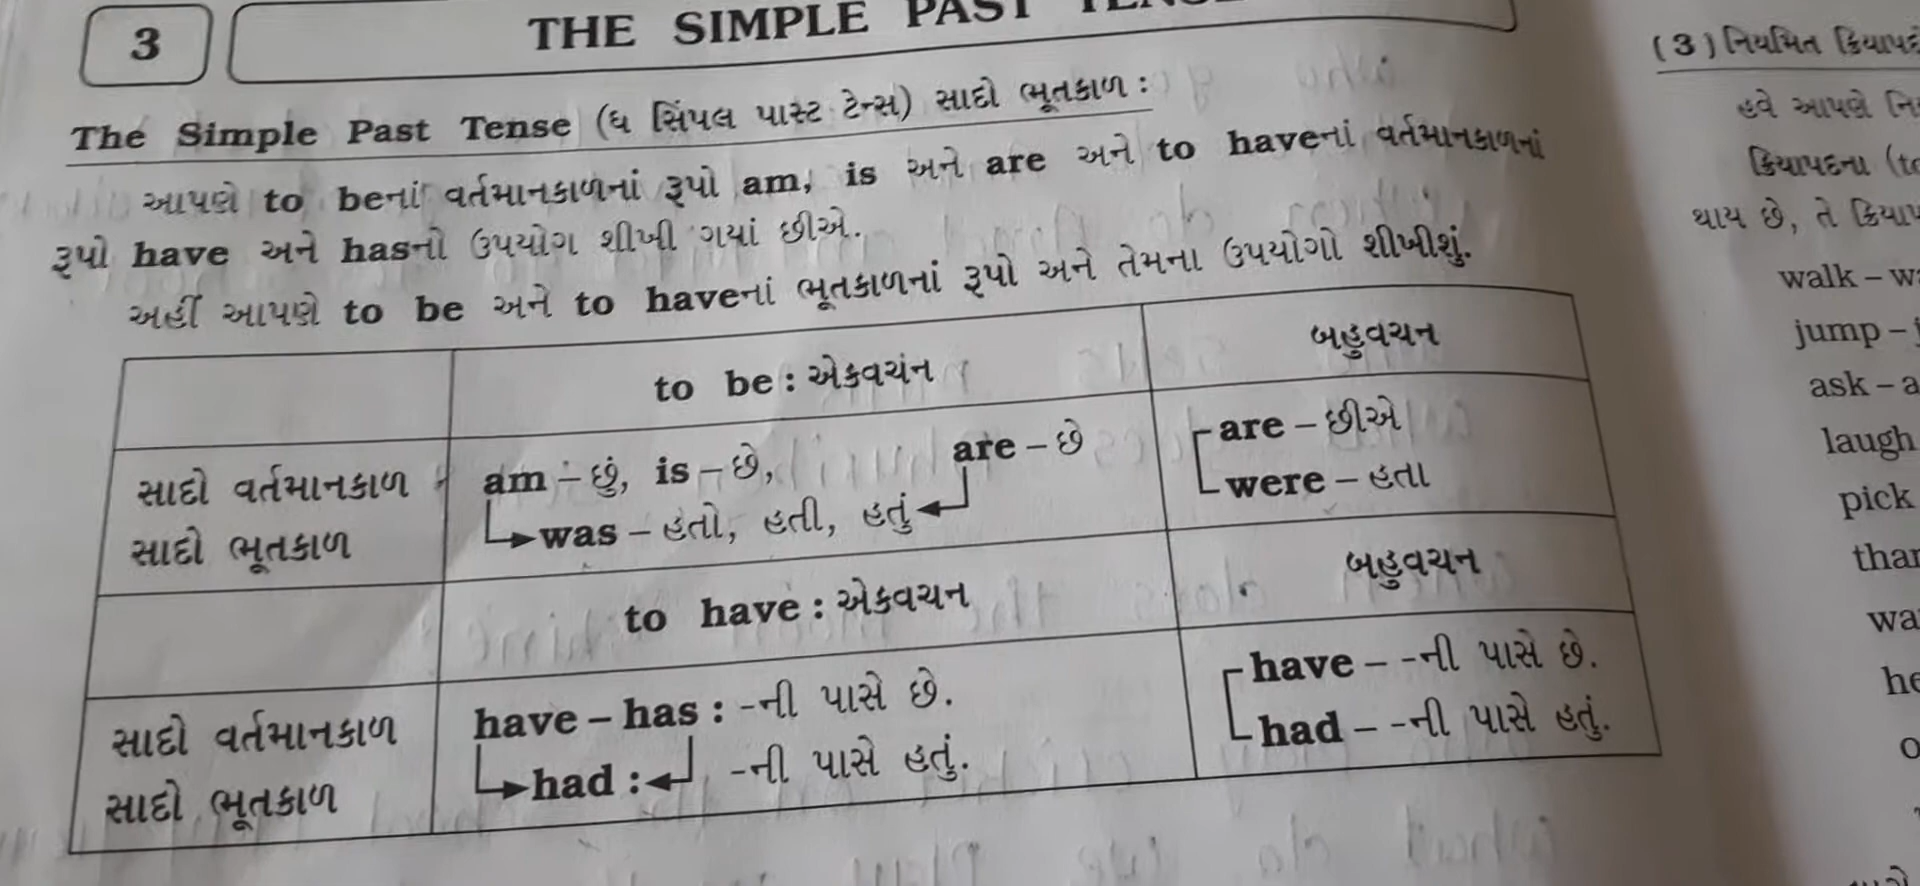 3
THE SIMPLE PAST
The Simple Past Tense (ધ સિંપલ પાસ્ટ ટેન્સ) સાદો ભૂતકાળ :
આપણે to beનાં વર્તમાનકાળનાં રૂપો am, is અને are અને to haveનાં વર્તમાનકાળનાં
રૂપો have અને hasનો ઉપયોગ શીખી ગયાં છીએ.
અહીં આપણે to be અને to haveનાં ભૂતકાળનાં રૂપો અને તેમના ઉપયોગો શીખીશું.
to be : એકવચન બહુવચન
સાદો વર્તમાનકાળ am – છું, is – છે, are – છે are – છીએ
સાદો ભૂતકાળ was – હતો, હતી, હતું were – હતા
to have : એકવચન બહુવચન
સાદો વર્તમાનકાળ have – has : -ની પાસે છે. have – -ની પાસે છે.
સાદો ભૂતકાળ had : -ની પાસે હતું. had – -ની પાસે હતું.
(3) નિયમિત
હવે આપણે
ક્રિયાપદના
થાય છે, તે
walk –
jump –
ask –
laugh
pick